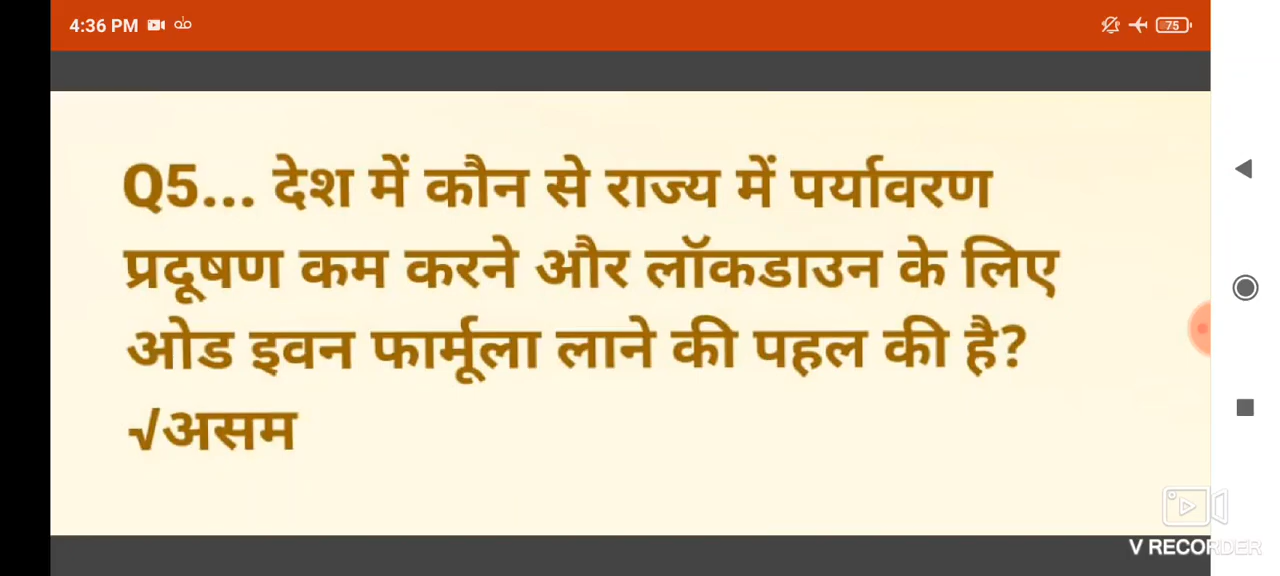 4:36 PM
75
Q5... देश में कौन से राज्य में पर्यावरण
प्रदूषण कम करने और लॉकडाउन के लिए
ओड इवन फार्मूला लाने की पहल की है?
√असम
V RECORDER